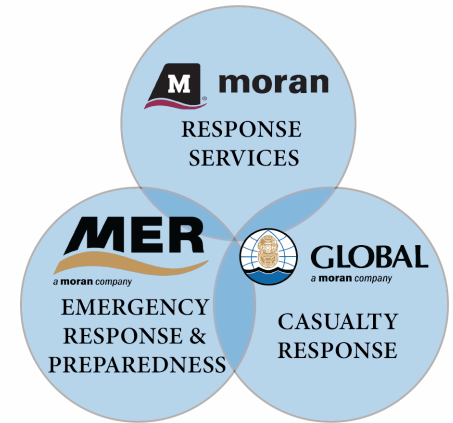 M ® moran
RESPONSE
SERVICES
MER
a moran company
EMERGENCY
RESPONSE &
PREPAREDNESS
GLOBAL
a moran company
CASUALTY
RESPONSE